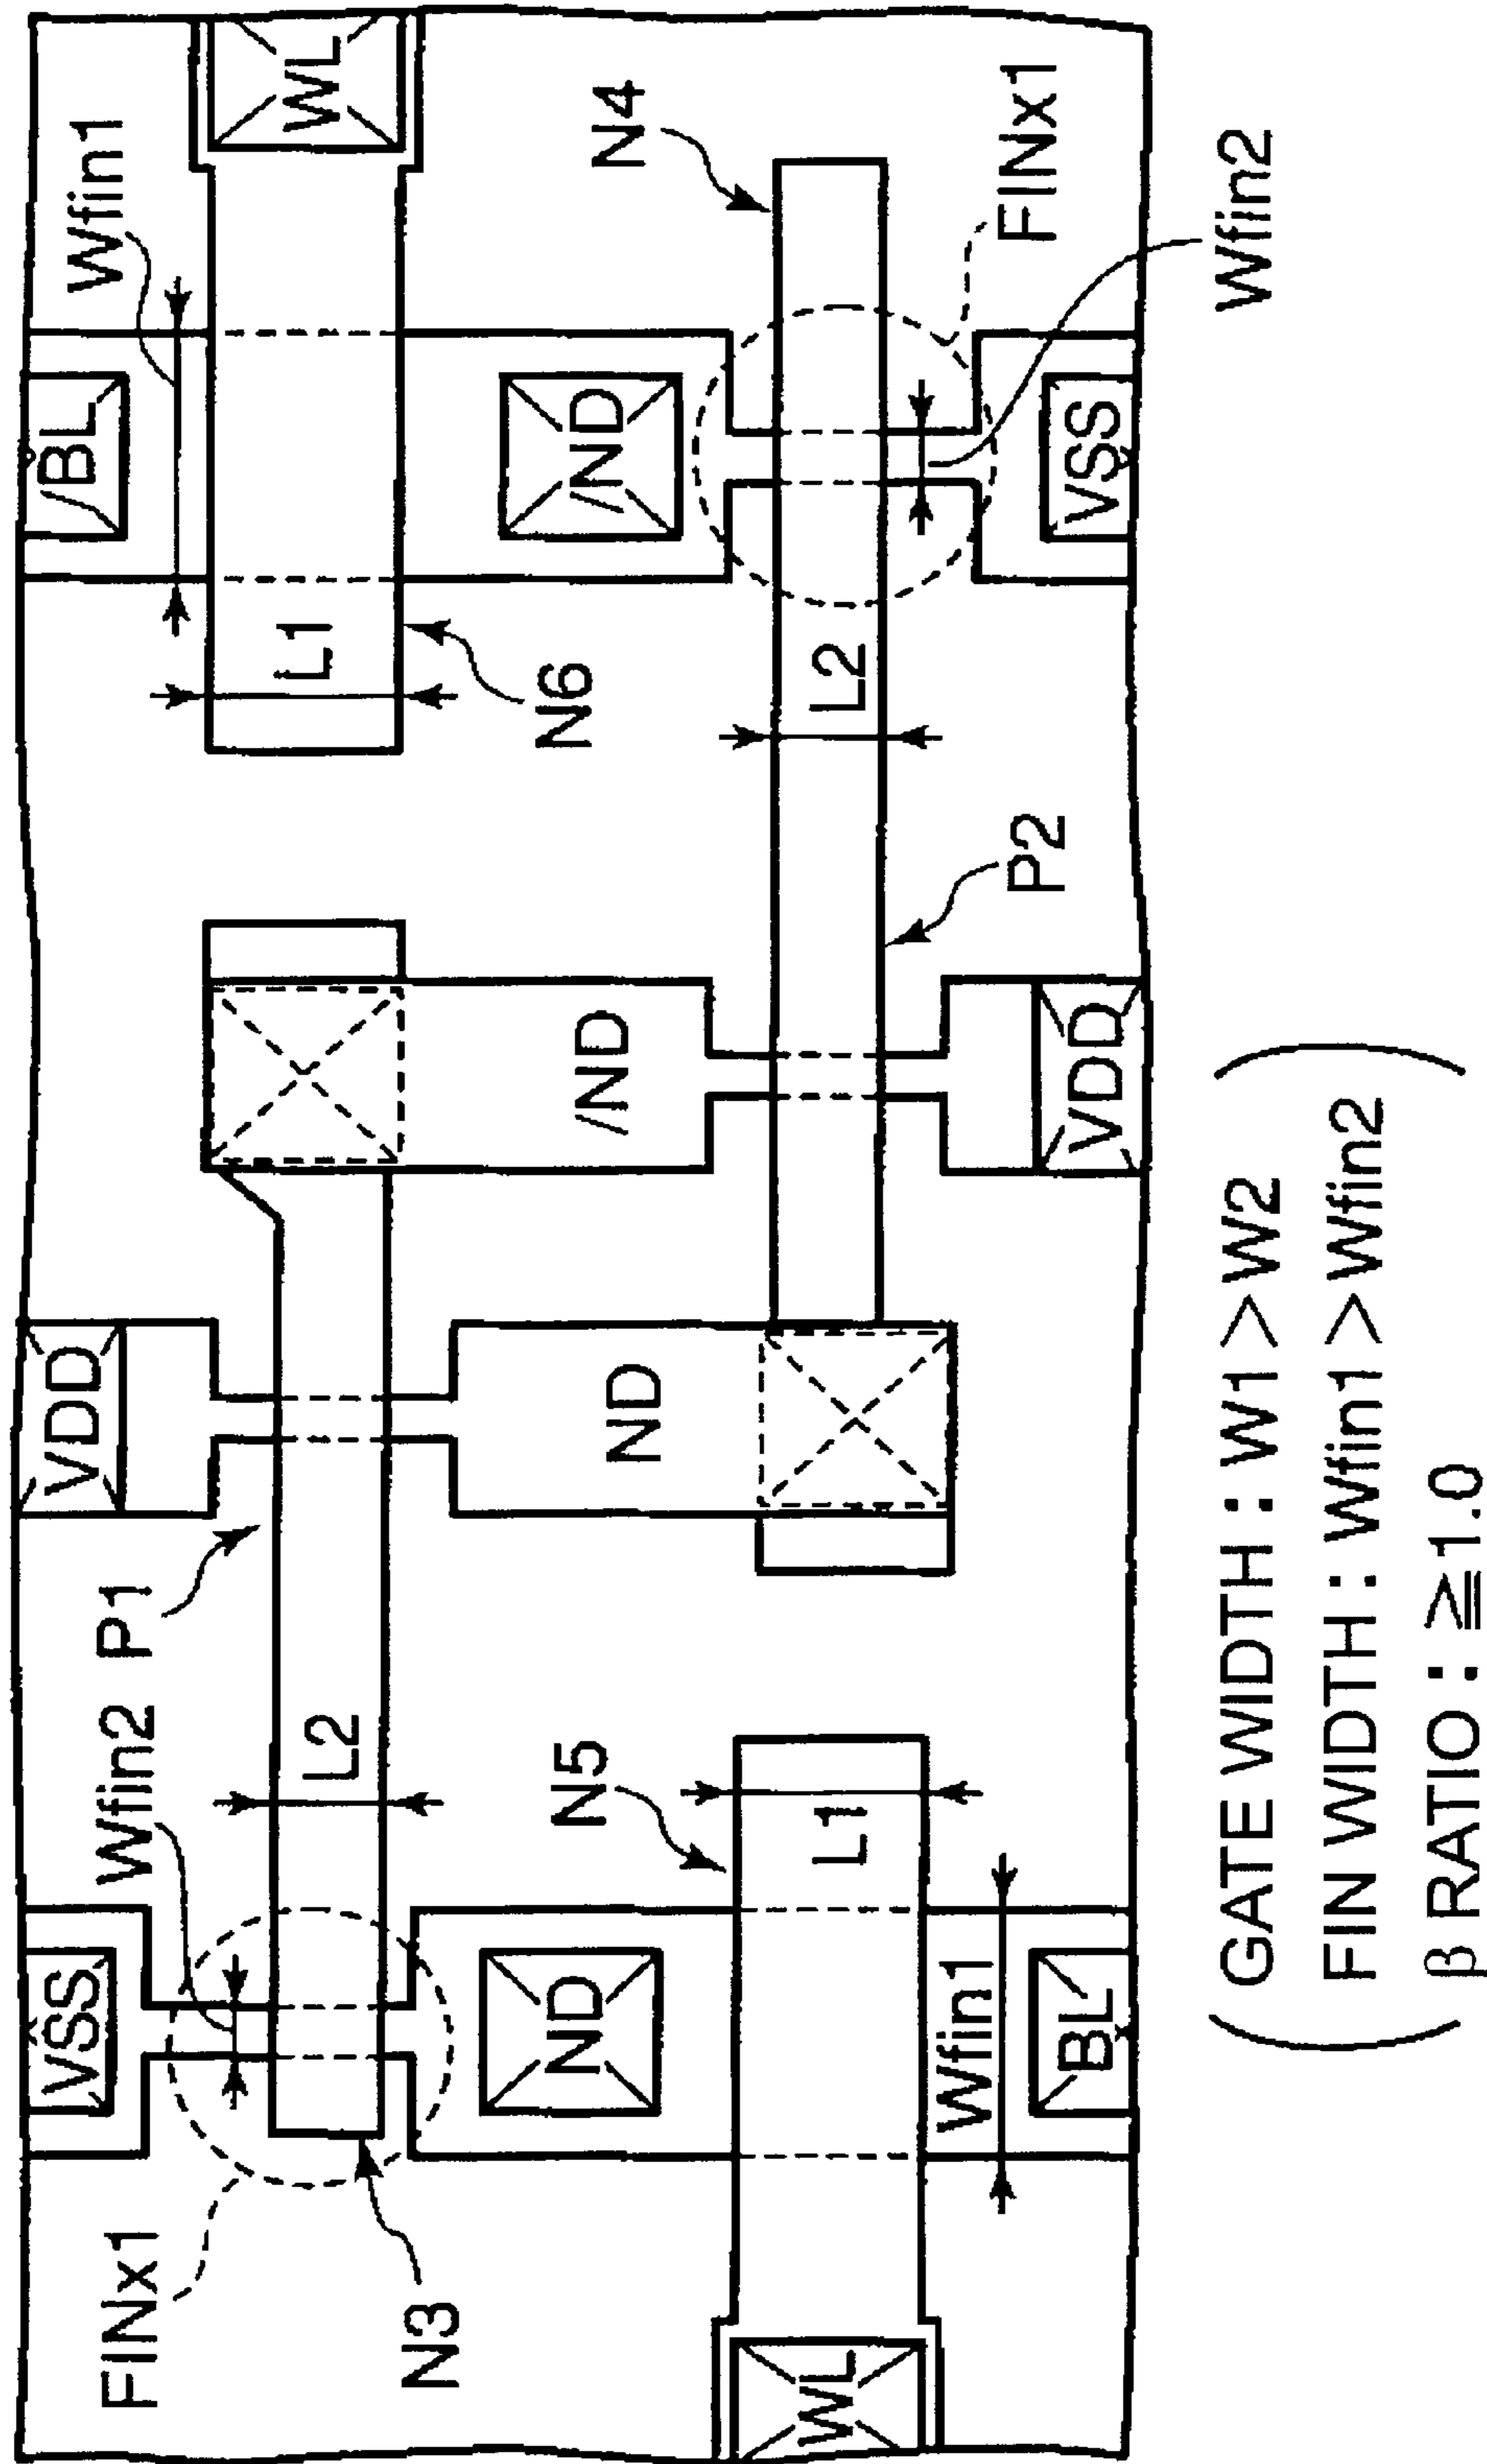 VSS
VDD
/BL
Wfin1
FINx1
Wfin2
P1
L2
L1
WL
N3
ND
N5
ND
/ND
N6
/ND
N4
WL
L1
L2
Wfin1
P2
FINx1
BL
VDD
VSS
Wfin2
GATE WIDTH : W1 > W2
FIN WIDTH : Wfin1 > Wfin2
β RATIO : ≧1.0